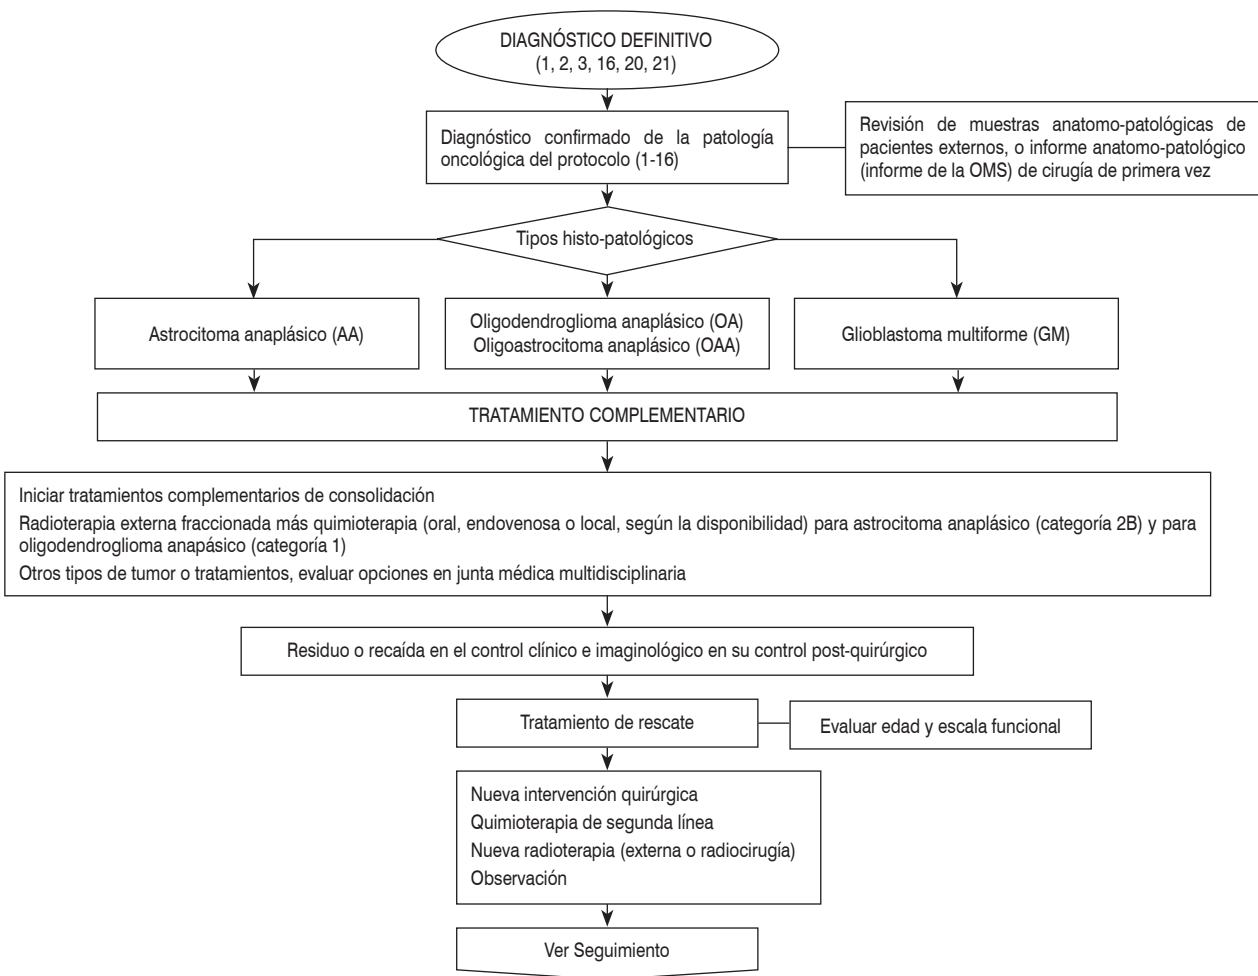 DIAGNÓSTICO DEFINITIVO
(1, 2, 3, 16, 20, 21)
Diagnóstico confirmado de la patología
oncológica del protocolo (1-16)
Revisión de muestras anatomo-patológicas de
pacientes externos, o informe anatomo-patológico
(informe de la OMS) de cirugía de primera vez
Tipos histo-patológicos
Astrocitoma anaplásico (AA)
Oligodendroglioma anaplásico (OA)
Oligoastrocitoma anaplásico (OAA)
Glioblastoma multiforme (GM)
TRATAMIENTO COMPLEMENTARIO
Iniciar tratamientos complementarios de consolidación
Radioterapia externa fraccionada más quimioterapia (oral, endovenosa o local, según la disponibilidad) para astrocitoma anaplásico (categoría 2B) y para
oligodendroglioma anapásico (categoría 1)
Otros tipos de tumor o tratamientos, evaluar opciones en junta médica multidisciplinaria
Residuo o recaída en el control clínico e imaginológico en su control post-quirúrgico
Tratamiento de rescate
Evaluar edad y escala funcional
Nueva intervención quirúrgica
Quimioterapia de segunda línea
Nueva radioterapia (externa o radiocirugía)
Observación
Ver Seguimiento